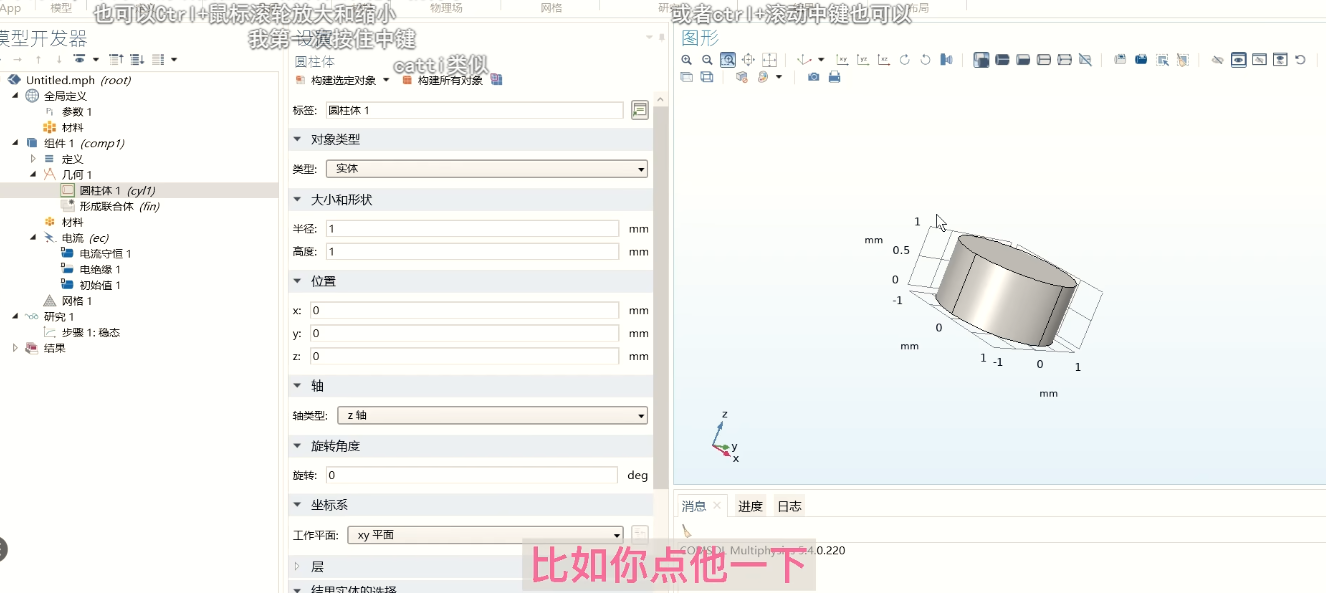 App
模型
物理场
网格
布局
也可以Ctrl+鼠标滚轮放大和缩小
或者ctrl+滚动中键也可以
我第一次按住中键
catti类似
模型开发器
Untitled.mph (root)
全局定义
参数 1
材料
组件 1 (comp1)
定义
几何 1
圆柱体 1 (cyl1)
形成联合体 (fin)
材料
电流 (ec)
电流守恒 1
电绝缘 1
初始值 1
网格 1
研究 1
步骤 1: 稳态
结果
设置
圆柱体
构建选定对象
构建所有对象
标签: 圆柱体 1
对象类型
类型: 实体
大小和形状
半径: 1 mm
高度: 1 mm
位置
x: 0 mm
y: 0 mm
z: 0 mm
轴
轴类型: z 轴
旋转角度
旋转: 0 deg
坐标系
工作平面: xy 平面
层
结果实体的选择
图形
xy
yz
xz
1
mm
0.5
0
-1
0
mm
1
-1
0
1
mm
z
y
x
消息
进度
日志
COMSOL Multiphysics 5.4.0.220
比如你点他一下